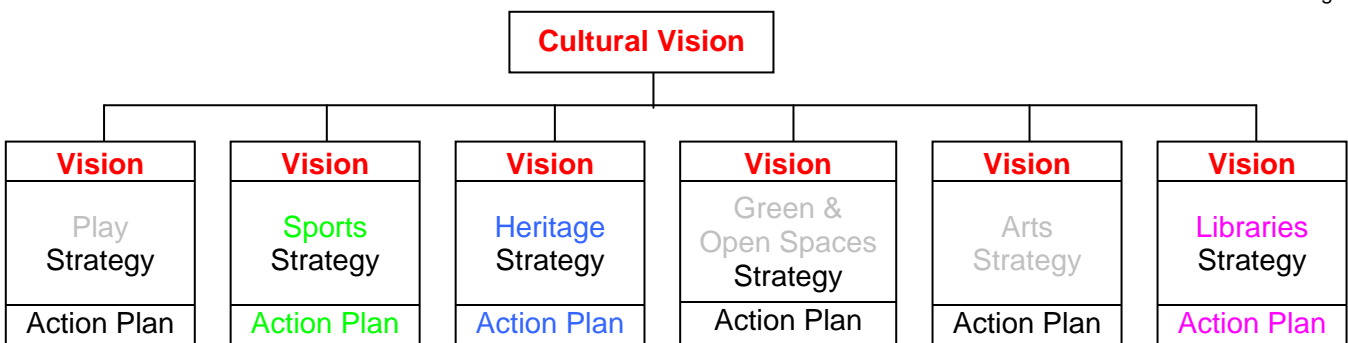 Cultural Vision
Vision
Play
Strategy
Action Plan
Vision
Sports
Strategy
Action Plan
Vision
Heritage
Strategy
Action Plan
Vision
Green &
Open Spaces
Strategy
Action Plan
Vision
Arts
Strategy
Action Plan
Vision
Libraries
Strategy
Action Plan